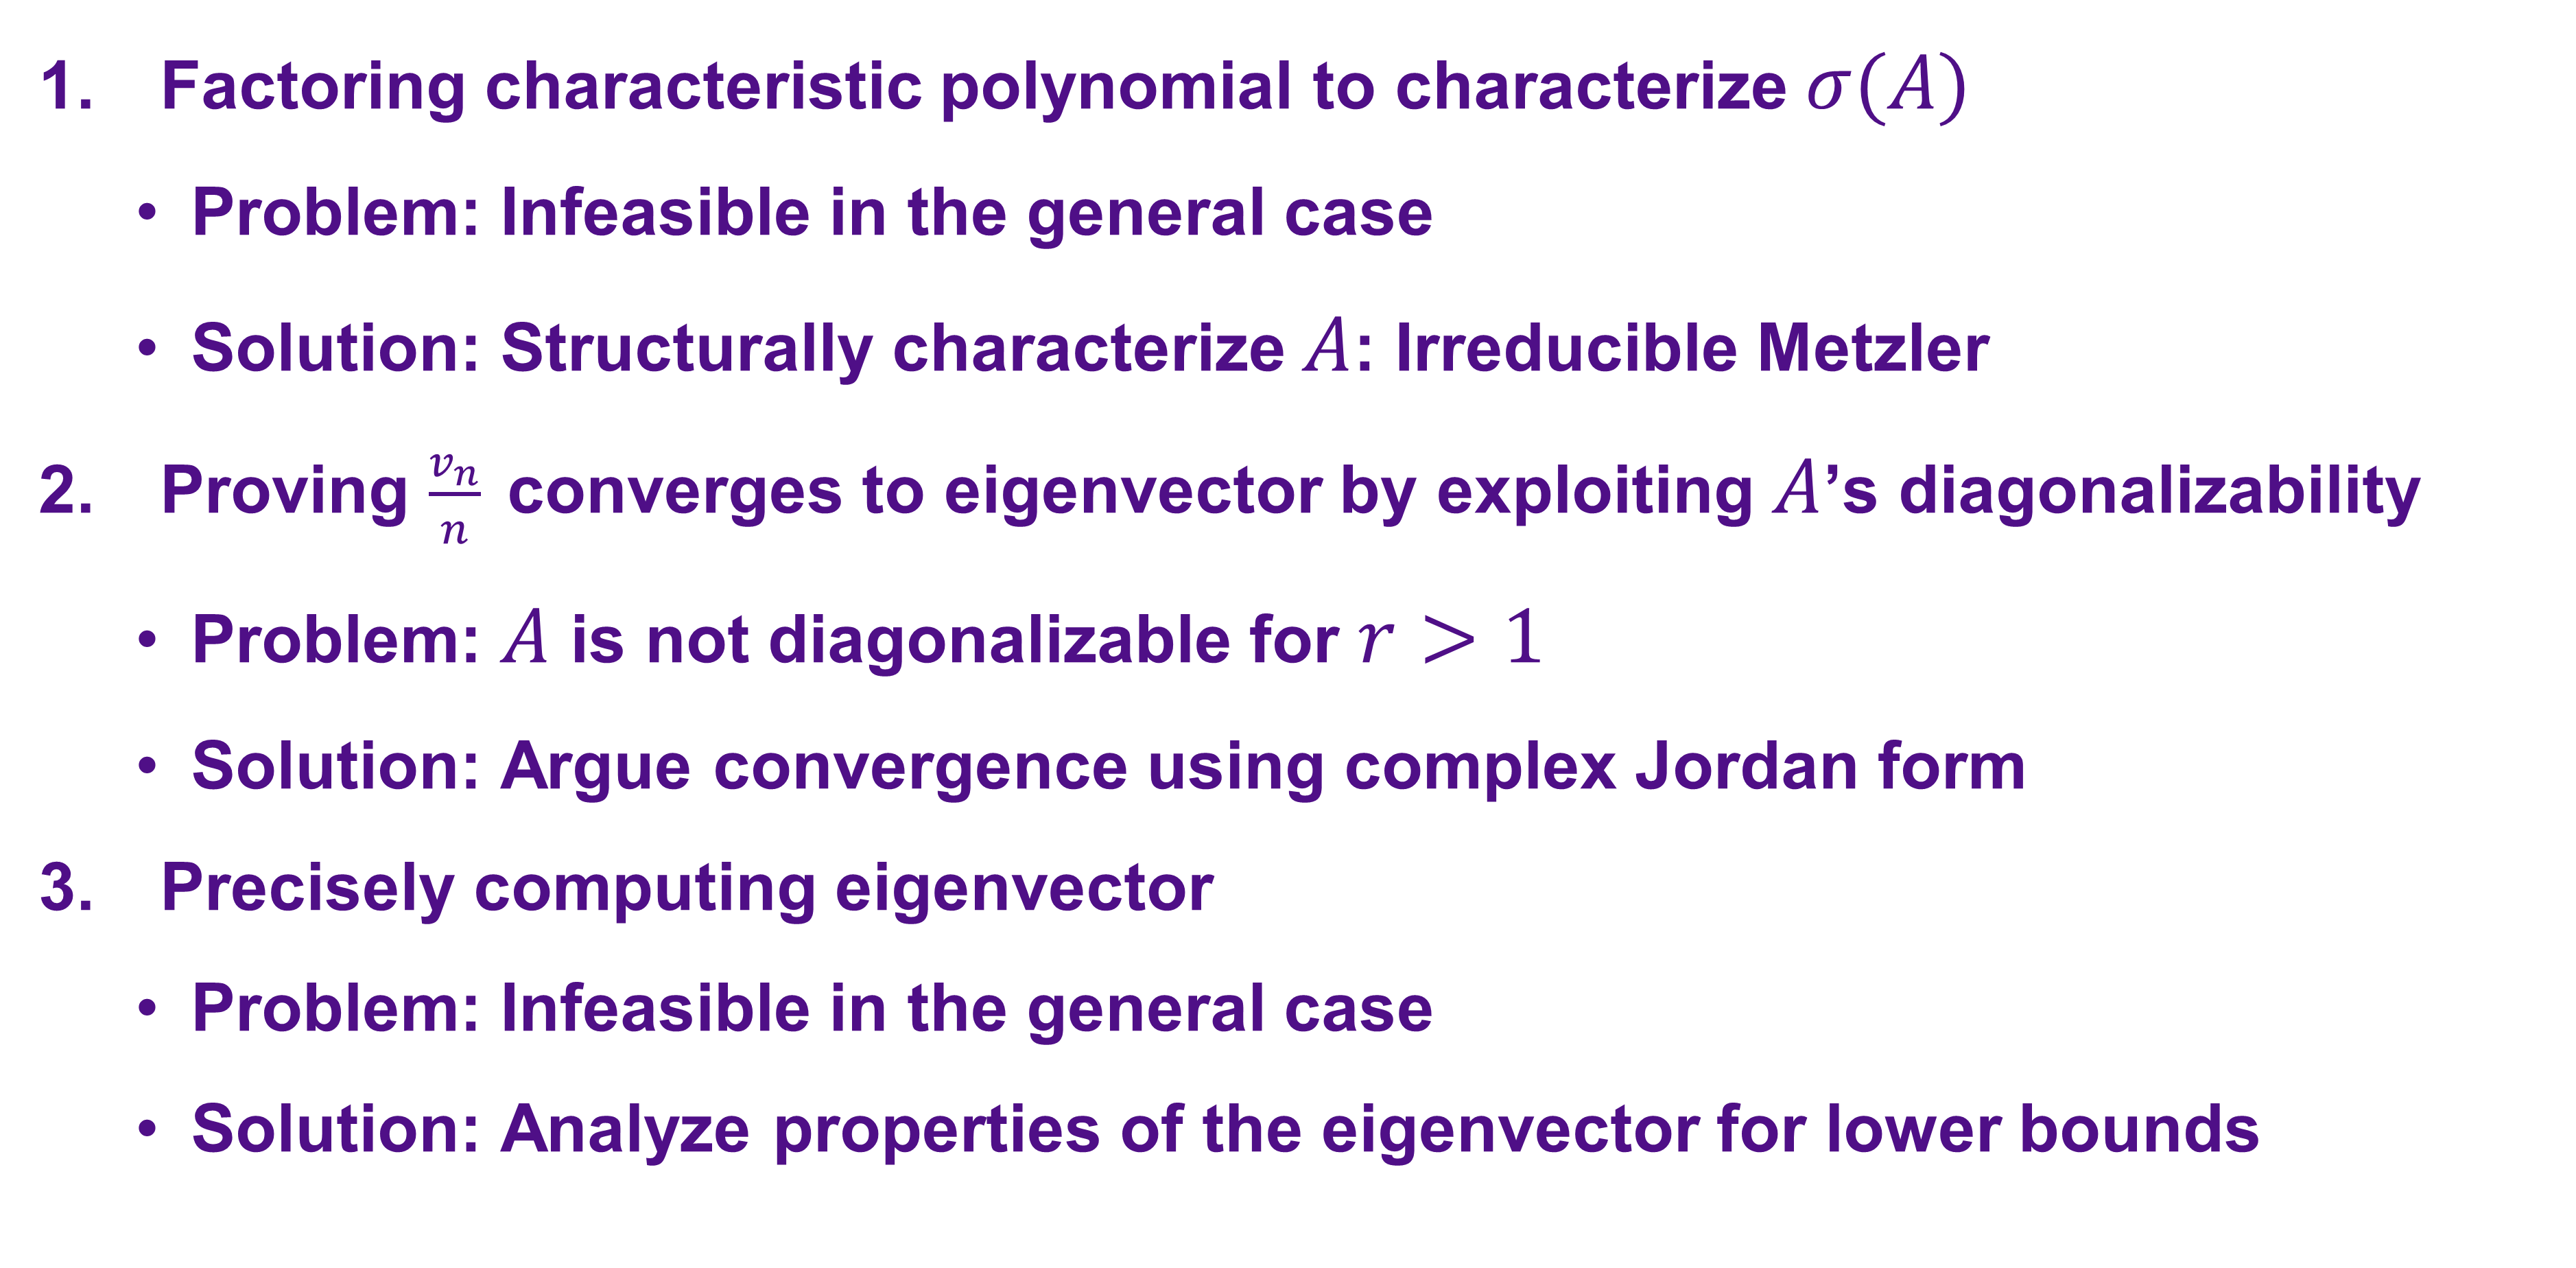 1. Factoring characteristic polynomial to characterize σ(A)
• Problem: Infeasible in the general case
• Solution: Structurally characterize A: Irreducible Metzler
2. Proving vₙ/n converges to eigenvector by exploiting A’s diagonalizability
• Problem: A is not diagonalizable for r > 1
• Solution: Argue convergence using complex Jordan form
3. Precisely computing eigenvector
• Problem: Infeasible in the general case
• Solution: Analyze properties of the eigenvector for lower bounds